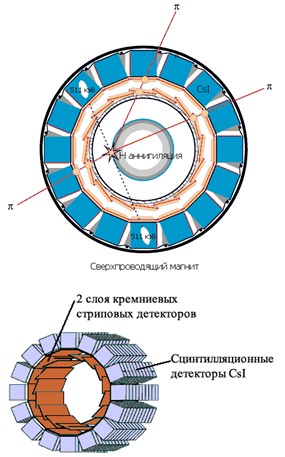 π
π
511 кэв
CsI
H аннигиляция
π
511 кэв
Сверхпроводящий магнит
2 слоя кремниевых
стриповых детекторов
Сцинтилляционные
детекторы CsI